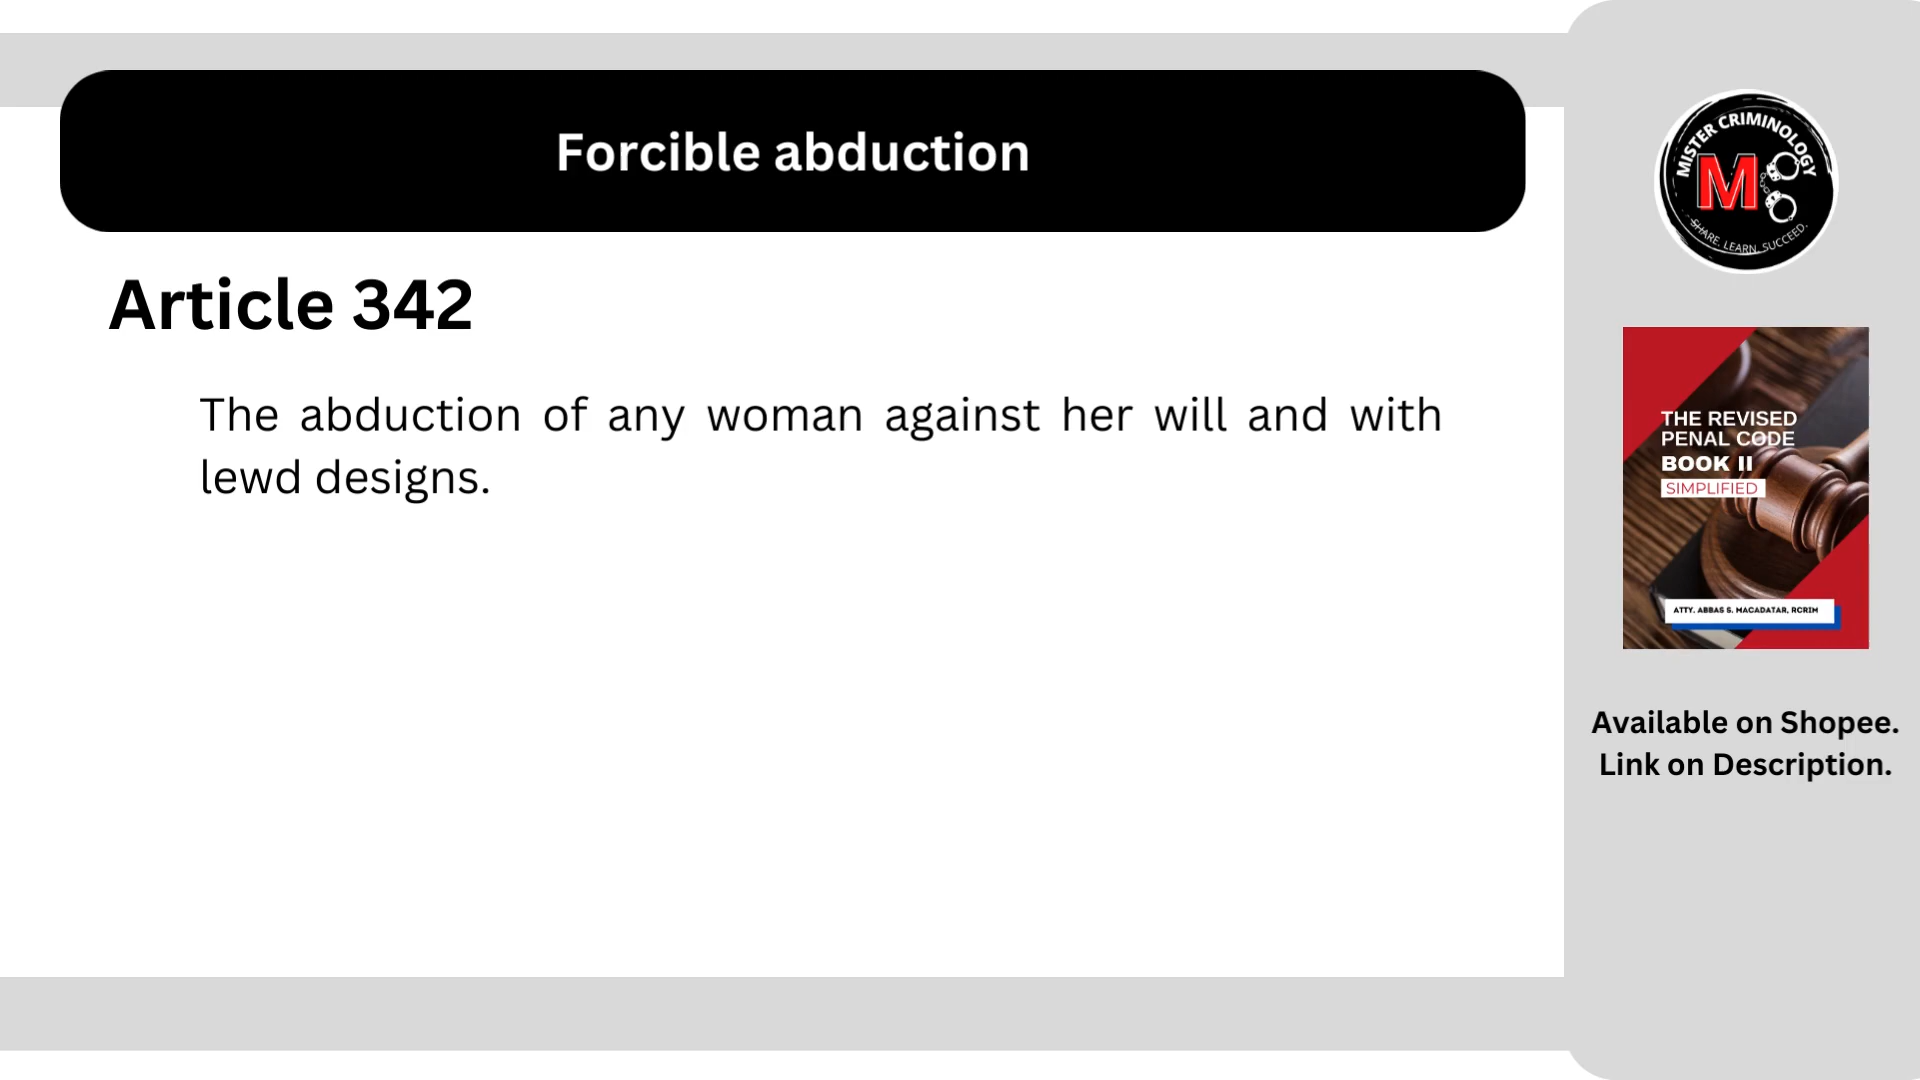 Forcible abduction
Article 342
The abduction of any woman against her will and with
lewd designs.
MISTER CRIMINOLOGY
M
SHARE. LEARN. SUCCEED.
THE REVISED
PENAL CODE
BOOK II
SIMPLIFIED
ATTY. ABBAS S. MACADATAR, RCRIM
Available on Shopee.
Link on Description.